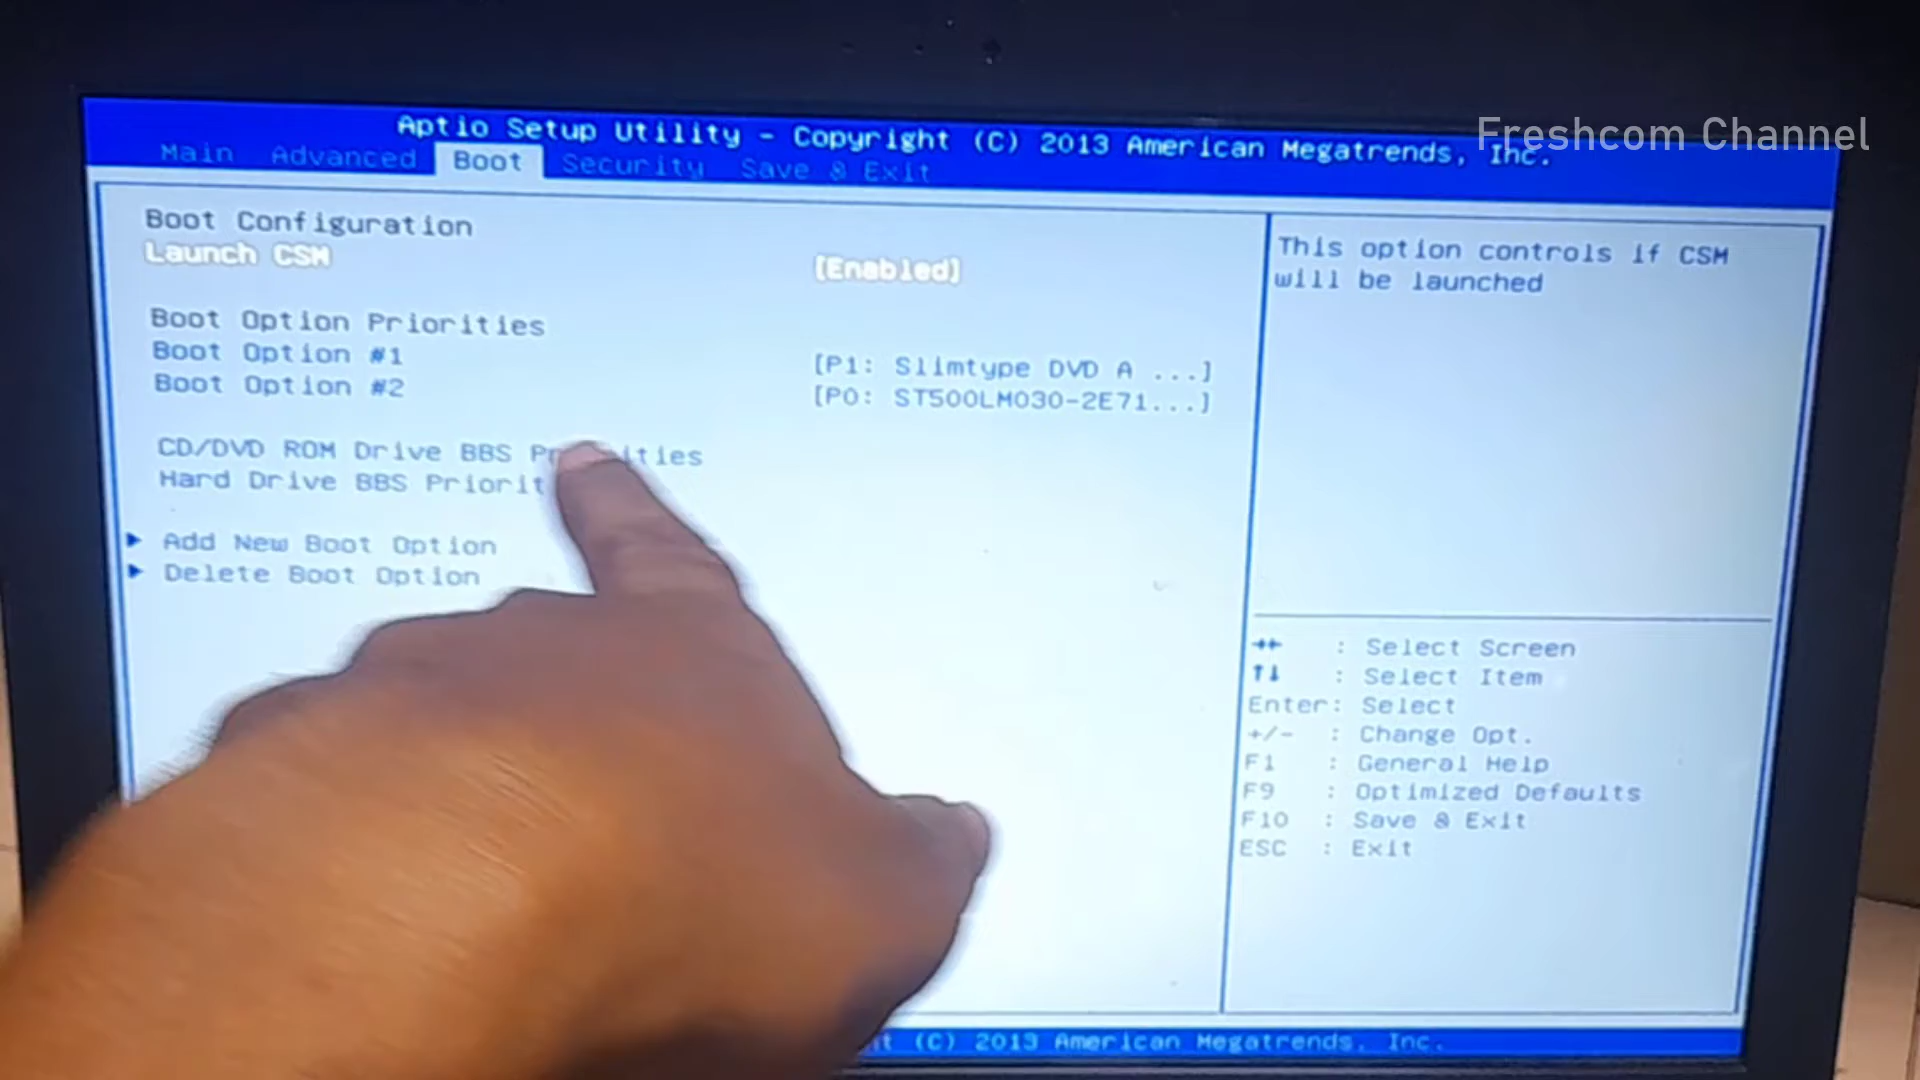 Aptio Setup Utility - Copyright (C) 2013 American Megatrends, Inc.
Freshcom Channel
Main Advanced Boot Security Save & Exit
Boot Configuration
Launch CSM [Enabled]
Boot Option Priorities
Boot Option #1 [P1: Slimtype DVD A ...]
Boot Option #2 [P0: ST500LM030-2E71...]
CD/DVD ROM Drive BBS
Hard Drive BBS
Add New Boot Option
Delete Boot Option
This option controls if CSM
will be launched
→← : Select Screen
↑↓ : Select Item
Enter: Select
+/- : Change Opt.
F1 : General Help
F9 : Optimized Defaults
F10 : Save & Exit
ESC : Exit
(C) 2013 American Megatrends, Inc.